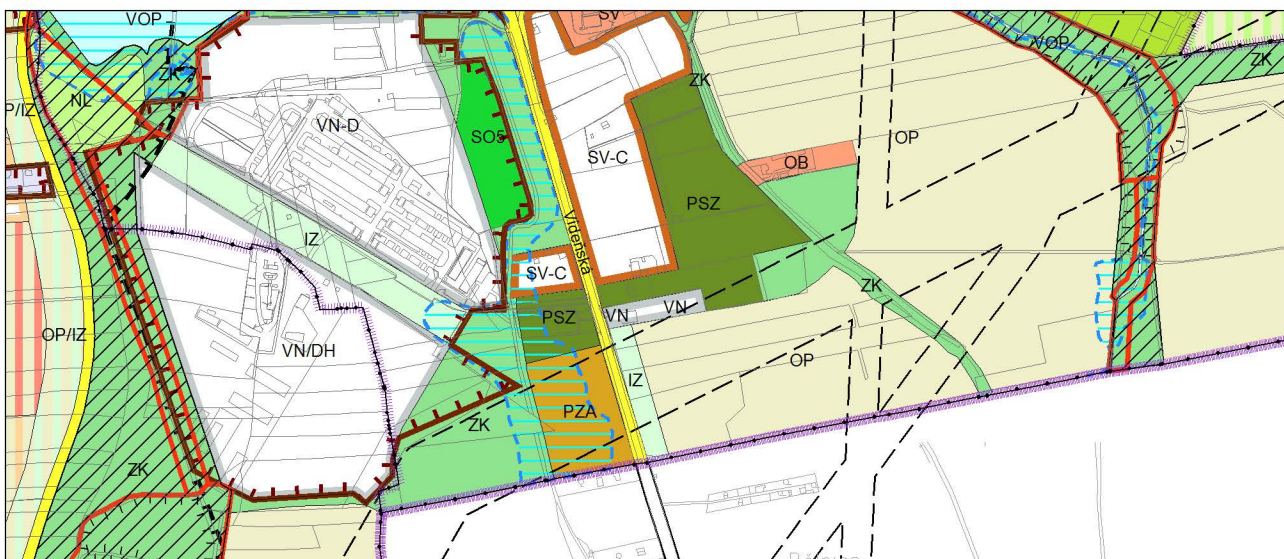 VOP
SV
VOP
ZK
ZK
ZK
NL
P/IZ
VN-D
SO5
SV-C
OP
OB
PSZ
IZ
Vídeňská
SV-C
ZK
PSZ
VN
VN
OP/IZ
VN/DH
OP
IZ
PZA
ZK
ZK